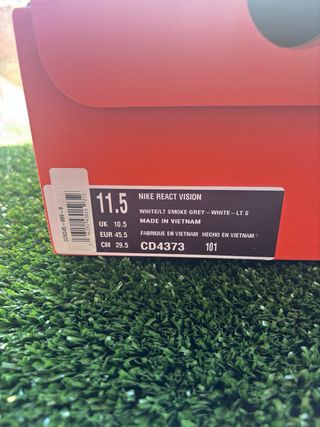 11.5
UK 10.5
EUR 45.5
CM 29.5
NIKE REACT VISION
WHITE/LT SMOKE GREY-WHITE-LT S
MADE IN VIETNAM
FABRIQUE EN VIETNAM HECHO EN VIETNAM
CD4373 101